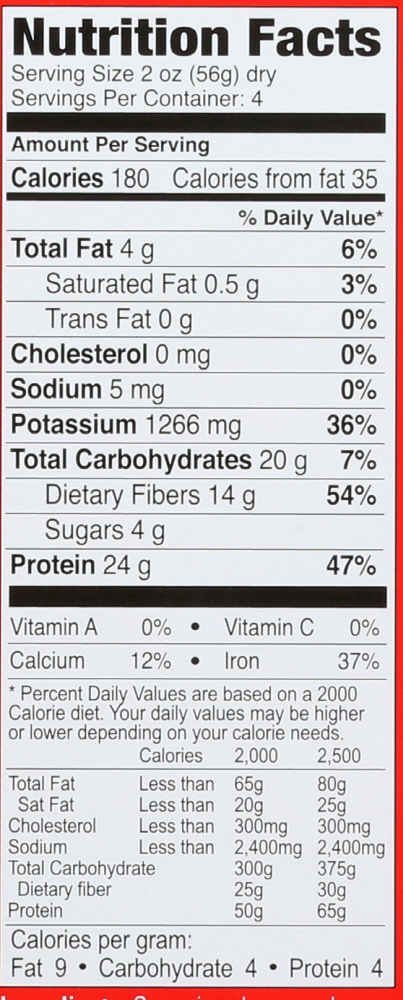 Nutrition Facts
Serving Size 2 oz (56g) dry
Servings Per Container: 4
Amount Per Serving
Calories 180 Calories from fat 35
% Daily Value*
Total Fat 4 g 6%
Saturated Fat 0.5 g 3%
Trans Fat 0 g 0%
Cholesterol 0 mg 0%
Sodium 5 mg 0%
Potassium 1266 mg 36%
Total Carbohydrates 20 g 7%
Dietary Fibers 14 g 54%
Sugars 4 g
Protein 24 g 47%
Vitamin A 0% • Vitamin C 0%
Calcium 12% • Iron 37%
* Percent Daily Values are based on a 2000
Calorie diet. Your daily values may be higher
or lower depending on your calorie needs.
Calories 2,000 2,500
Total Fat Less than 65g 80g
Sat Fat Less than 20g 25g
Cholesterol Less than 300mg 300mg
Sodium Less than 2,400mg 2,400mg
Total Carbohydrate 300g 375g
Dietary fiber 25g 30g
Protein 50g 65g
Calories per gram:
Fat 9 • Carbohydrate 4 • Protein 4